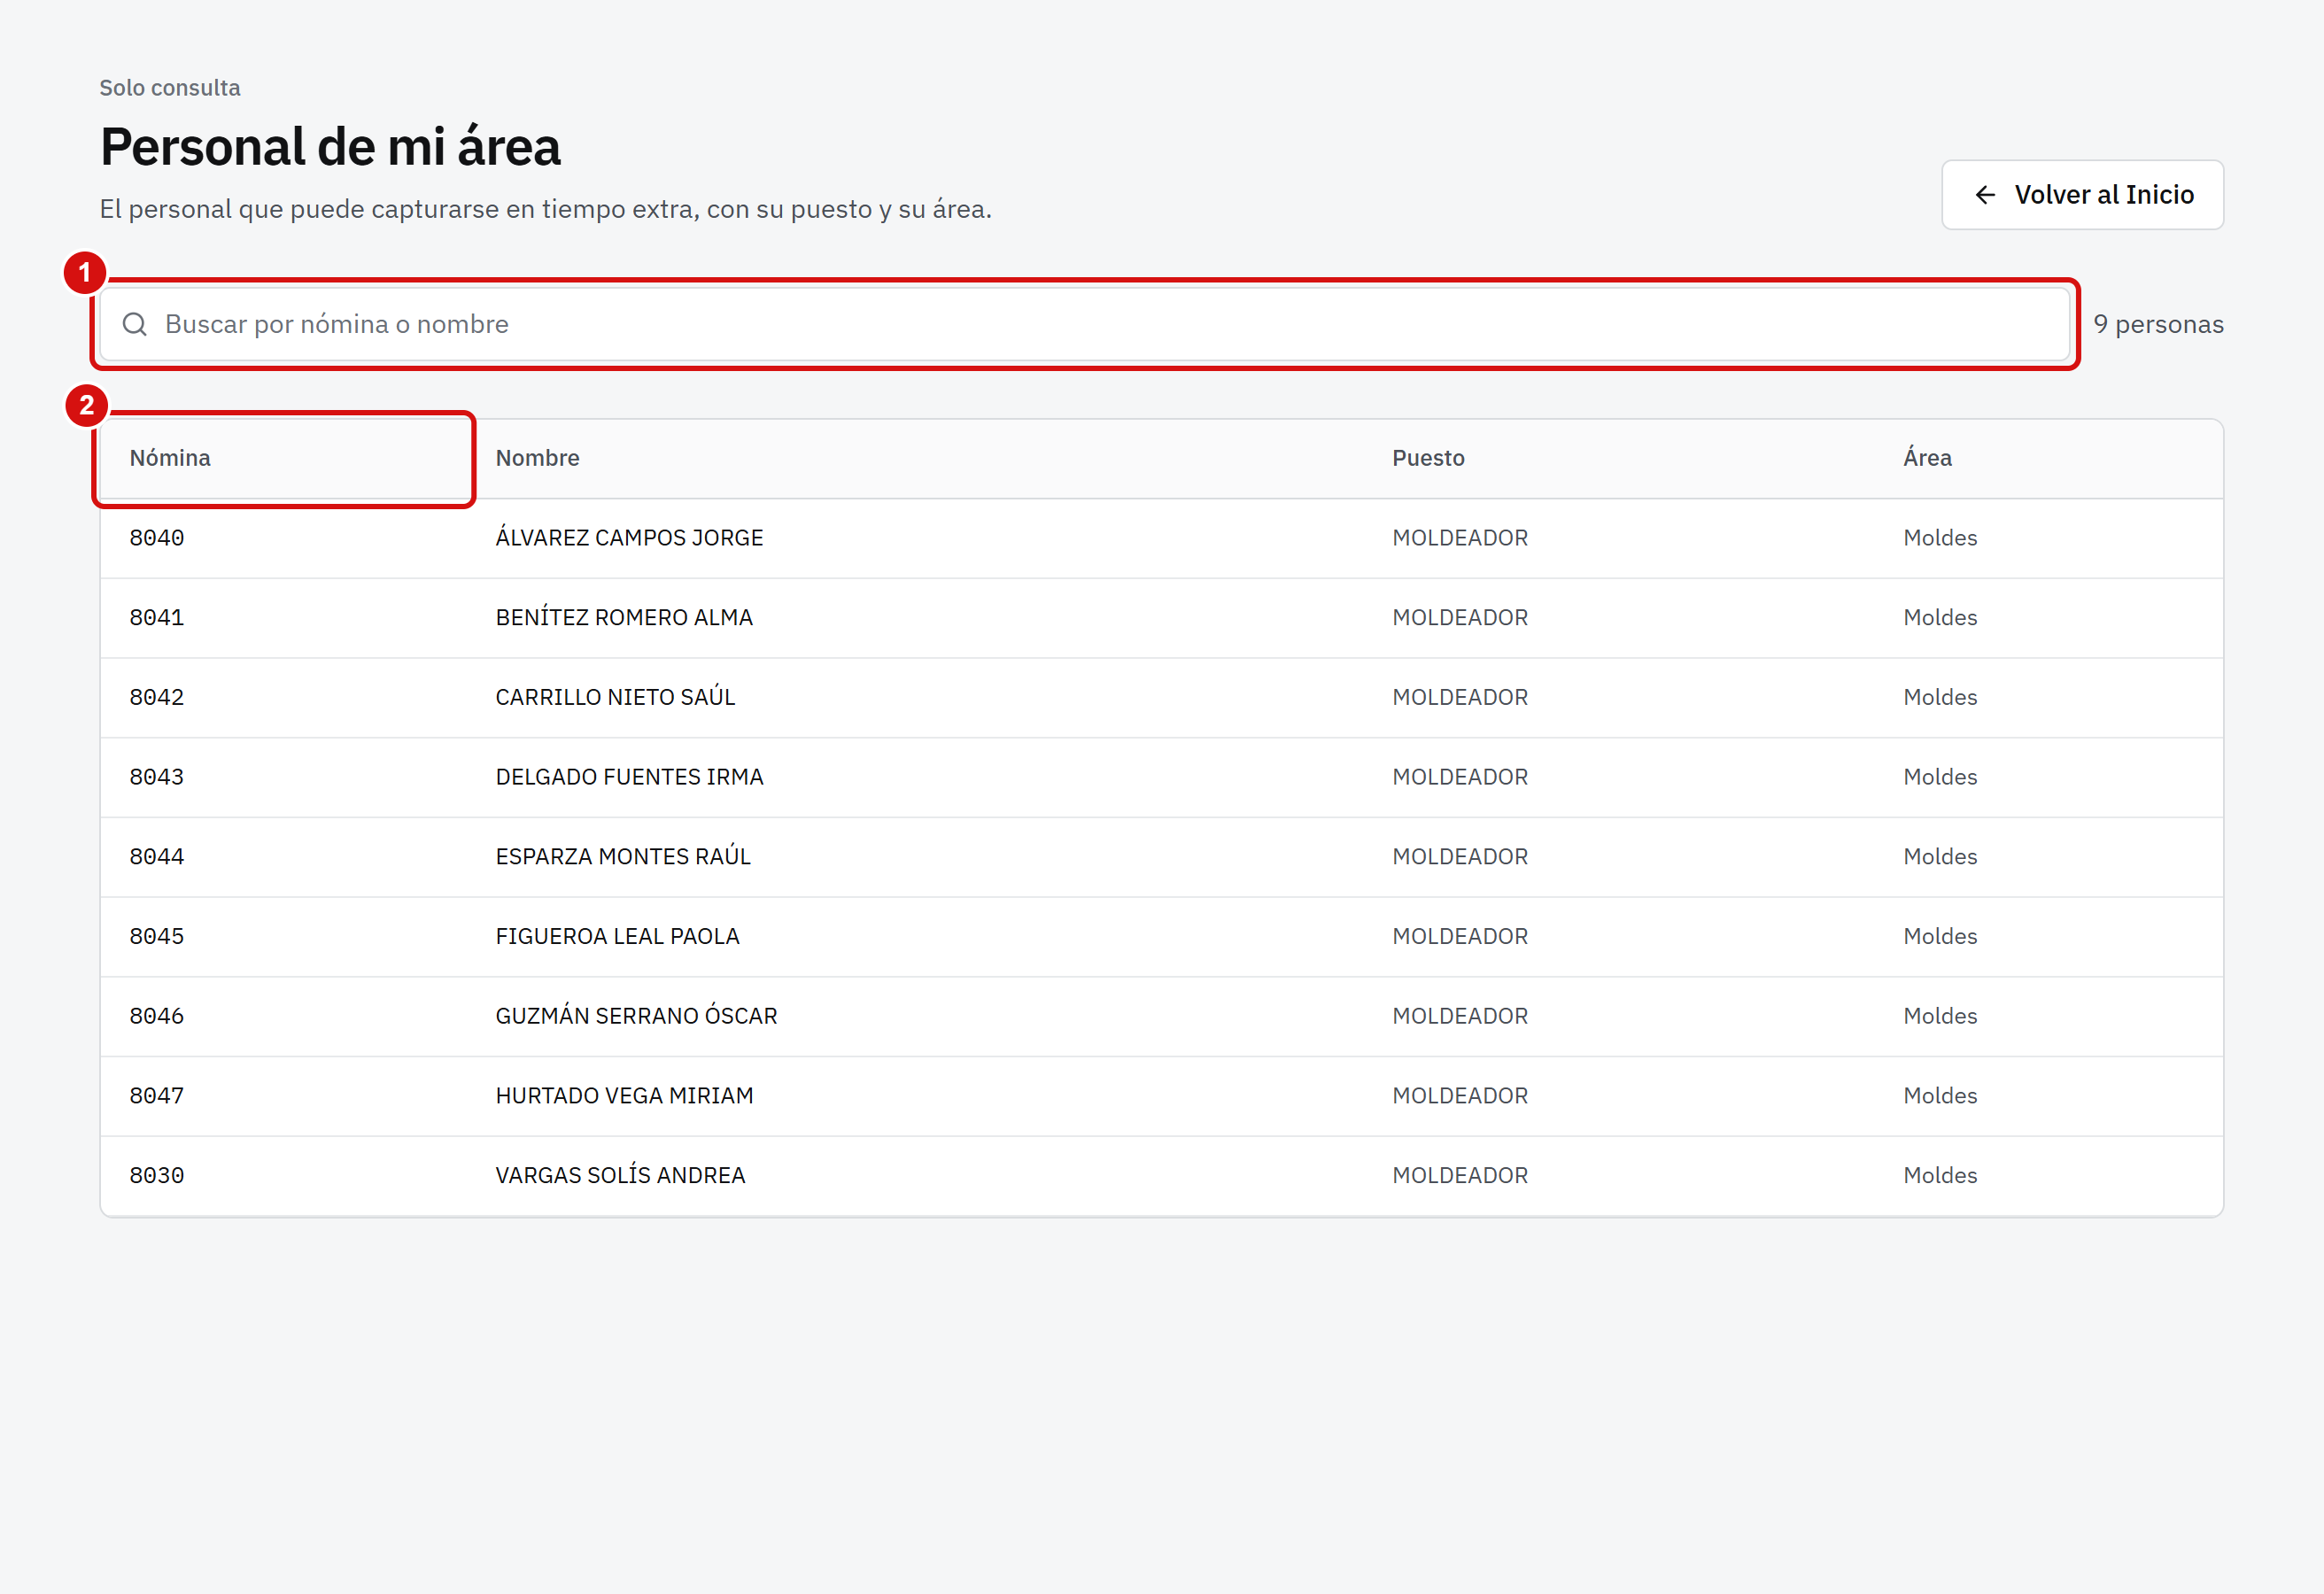 Solo consulta
Personal de mi área
El personal que puede capturarse en tiempo extra, con su puesto y su área.
← Volver al Inicio
1
Buscar por nómina o nombre
9 personas
2
Nómina Nombre Puesto Área
8040 ÁLVAREZ CAMPOS JORGE MOLDEADOR Moldes
8041 BENÍTEZ ROMERO ALMA MOLDEADOR Moldes
8042 CARRILLO NIETO SAÚL MOLDEADOR Moldes
8043 DELGADO FUENTES IRMA MOLDEADOR Moldes
8044 ESPARZA MONTES RAÚL MOLDEADOR Moldes
8045 FIGUEROA LEAL PAOLA MOLDEADOR Moldes
8046 GUZMÁN SERRANO ÓSCAR MOLDEADOR Moldes
8047 HURTADO VEGA MIRIAM MOLDEADOR Moldes
8030 VARGAS SOLÍS ANDREA MOLDEADOR Moldes